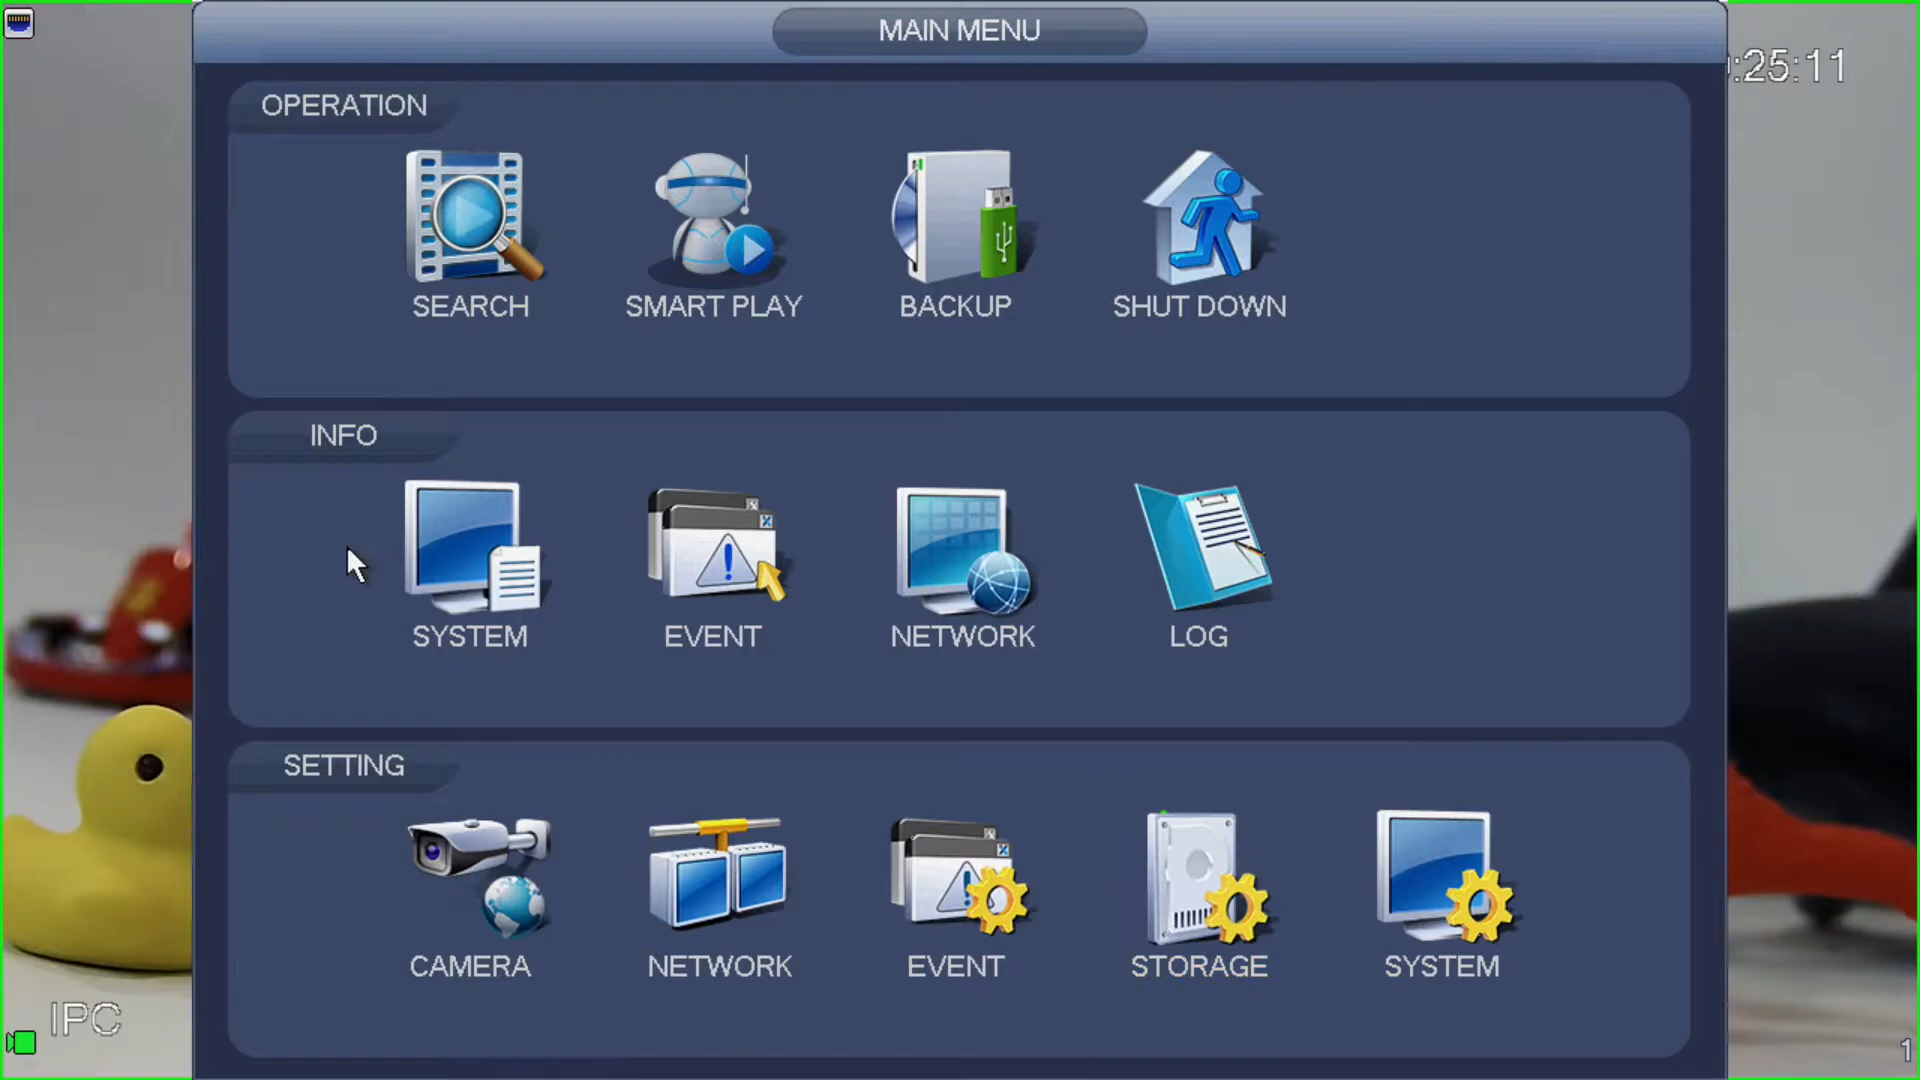 MAIN MENU
:25:11
OPERATION
SEARCH
SMART PLAY
BACKUP
SHUT DOWN
INFO
SYSTEM
EVENT
NETWORK
LOG
SETTING
CAMERA
NETWORK
EVENT
STORAGE
SYSTEM
IPC
1